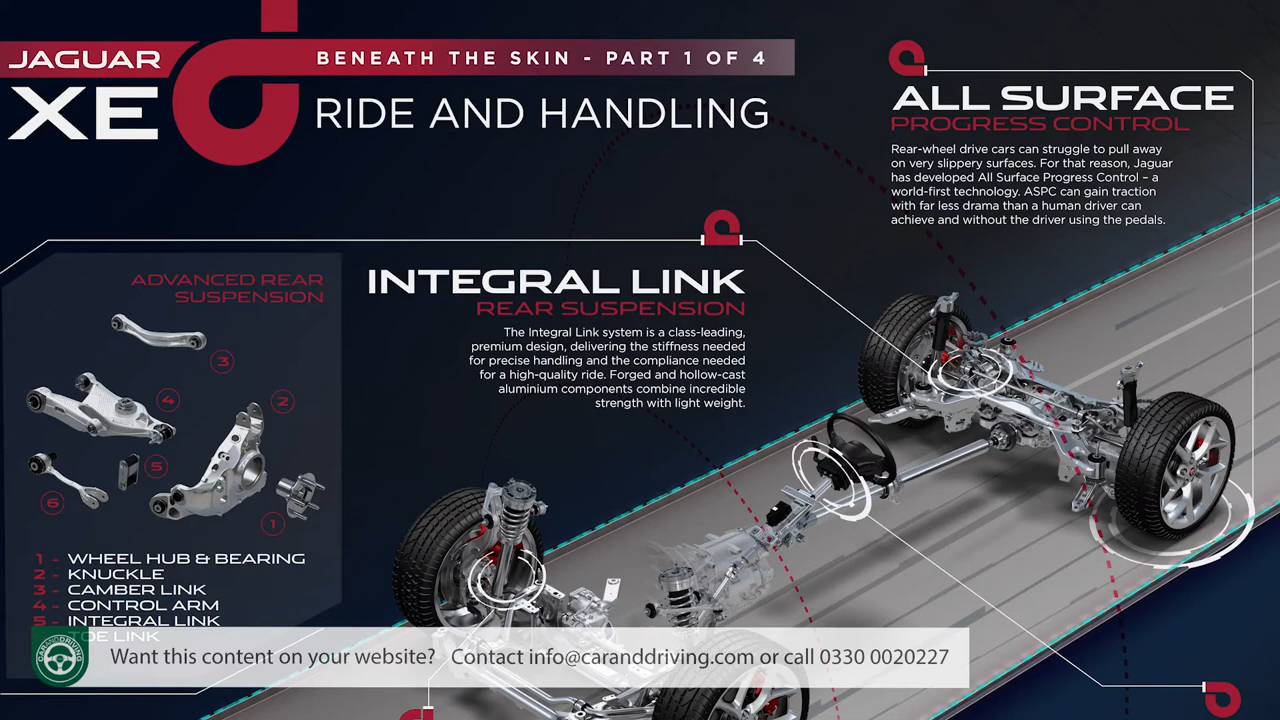 JAGUAR
XE
BENEATH THE SKIN - PART 1 OF 4
RIDE AND HANDLING
ALL SURFACE
PROGRESS CONTROL
Rear-wheel drive cars can struggle to pull away
on very slippery surfaces. For that reason, Jaguar
has developed All Surface Progress Control – a
world-first technology. ASPC can gain traction
with far less drama than a human driver can
achieve and without the driver using the pedals.
INTEGRAL LINK
REAR SUSPENSION
The Integral Link system is a class-leading,
premium design, delivering the stiffness needed
for precise handling and the compliance needed
for a high-quality ride. Forged and hollow-cast
aluminium components combine incredible
strength with light weight.
ADVANCED REAR
SUSPENSION
3
4
2
5
6
1
1 - WHEEL HUB & BEARING
2 - KNUCKLE
3 - CAMBER LINK
4 - CONTROL ARM
5 - INTEGRAL LINK
TOE LINK
CARANDDRIVING
Want this content on your website? Contact info@caranddriving.com or call 0330 0020227